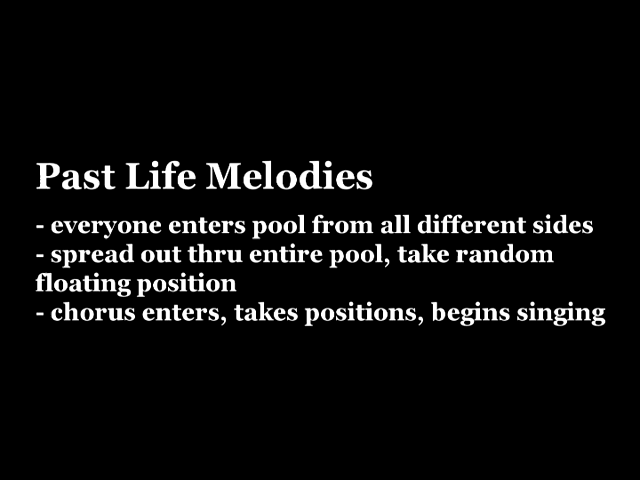 Past Life Melodies
- everyone enters pool from all different sides
- spread out thru entire pool, take random
floating position
- chorus enters, takes positions, begins singing